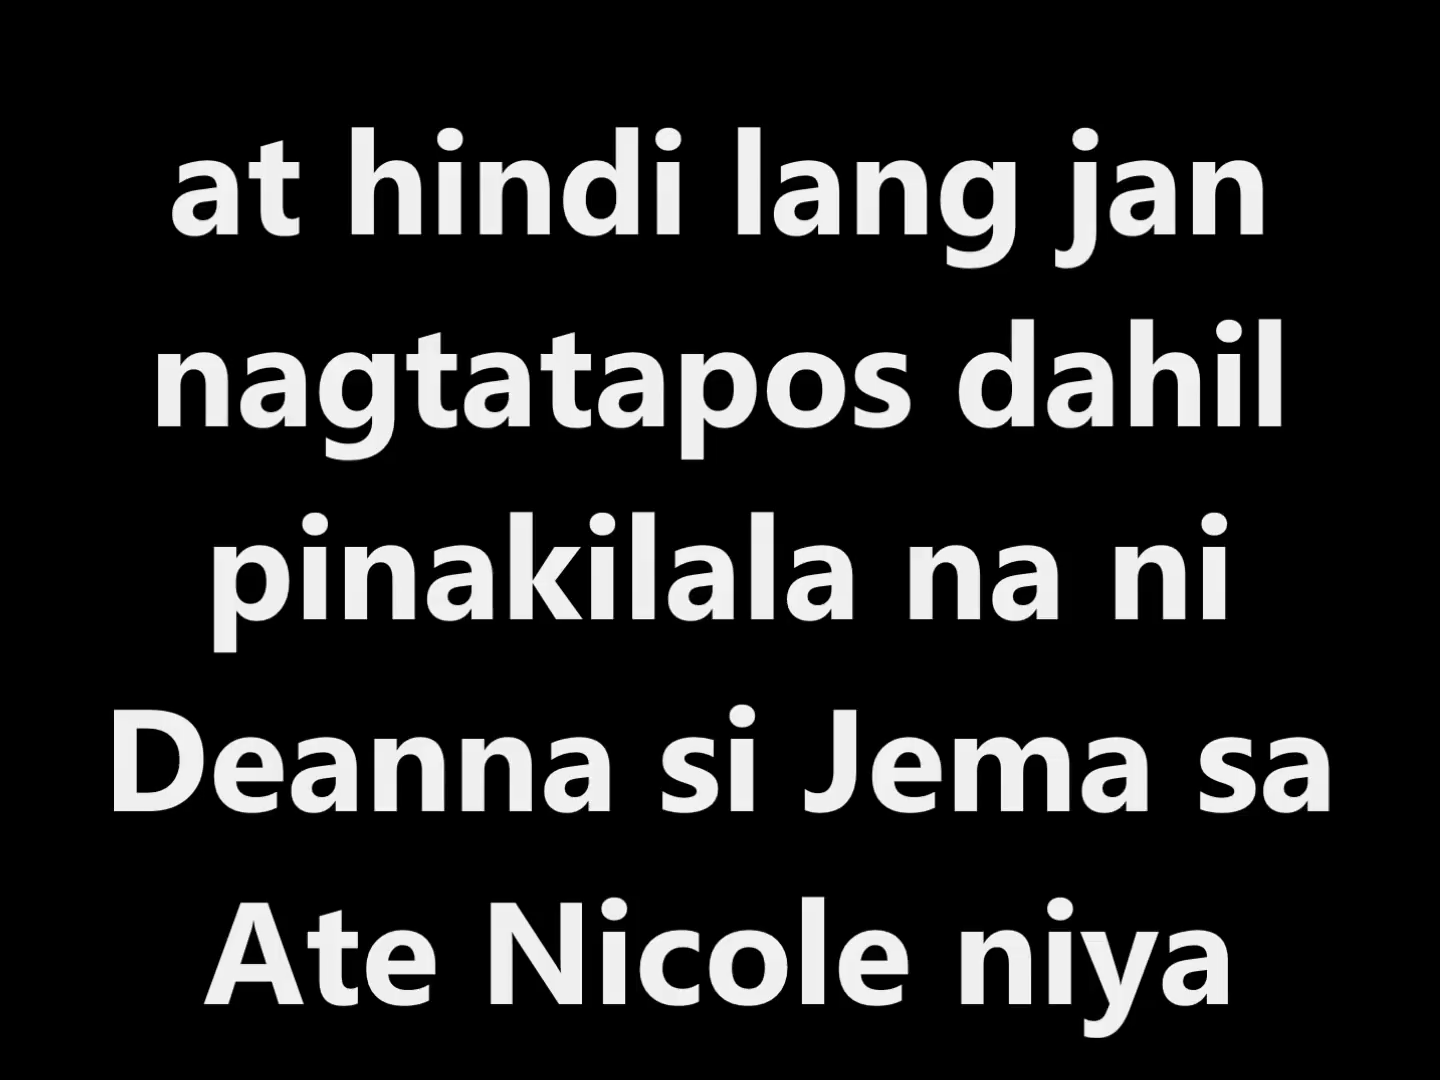 at hindi lang jan
nagtatapos dahil
pinakilala na ni
Deanna si Jema sa
Ate Nicole niya